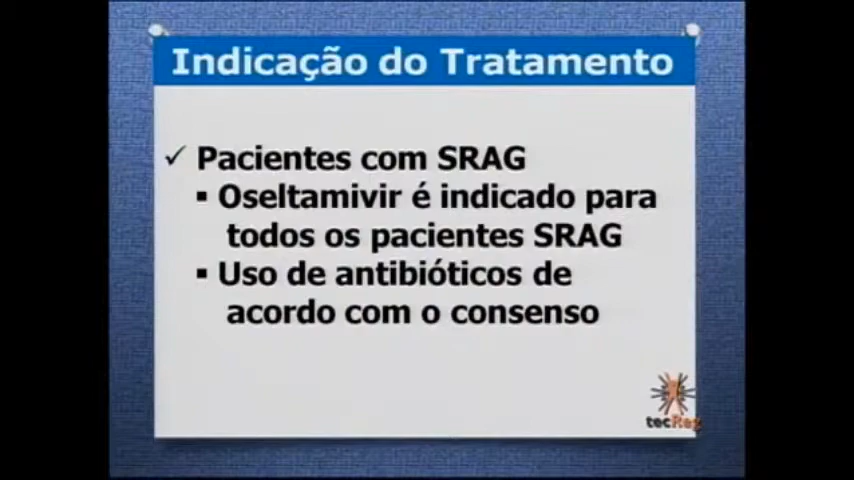 Indicação do Tratamento
✓ Pacientes com SRAG
▪ Oseltamivir é indicado para
todos os pacientes SRAG
▪ Uso de antibióticos de
acordo com o consenso